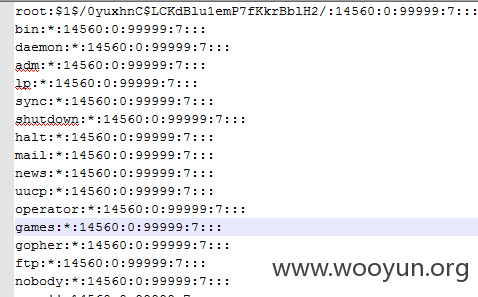 root:$1$/0yuxhnC$LCKdBlu1emP7fKkrBblH2/:14560:0:99999:7:::
bin:*:14560:0:99999:7:::
daemon:*:14560:0:99999:7:::
adm:*:14560:0:99999:7:::
lp:*:14560:0:99999:7:::
sync:*:14560:0:99999:7:::
shutdown:*:14560:0:99999:7:::
halt:*:14560:0:99999:7:::
mail:*:14560:0:99999:7:::
news:*:14560:0:99999:7:::
uucp:*:14560:0:99999:7:::
operator:*:14560:0:99999:7:::
games:*:14560:0:99999:7:::
gopher:*:14560:0:99999:7:::
ftp:*:14560:0:99999:7:::
nobody:*:14560:0:99999:7:::
www.wooyun.org